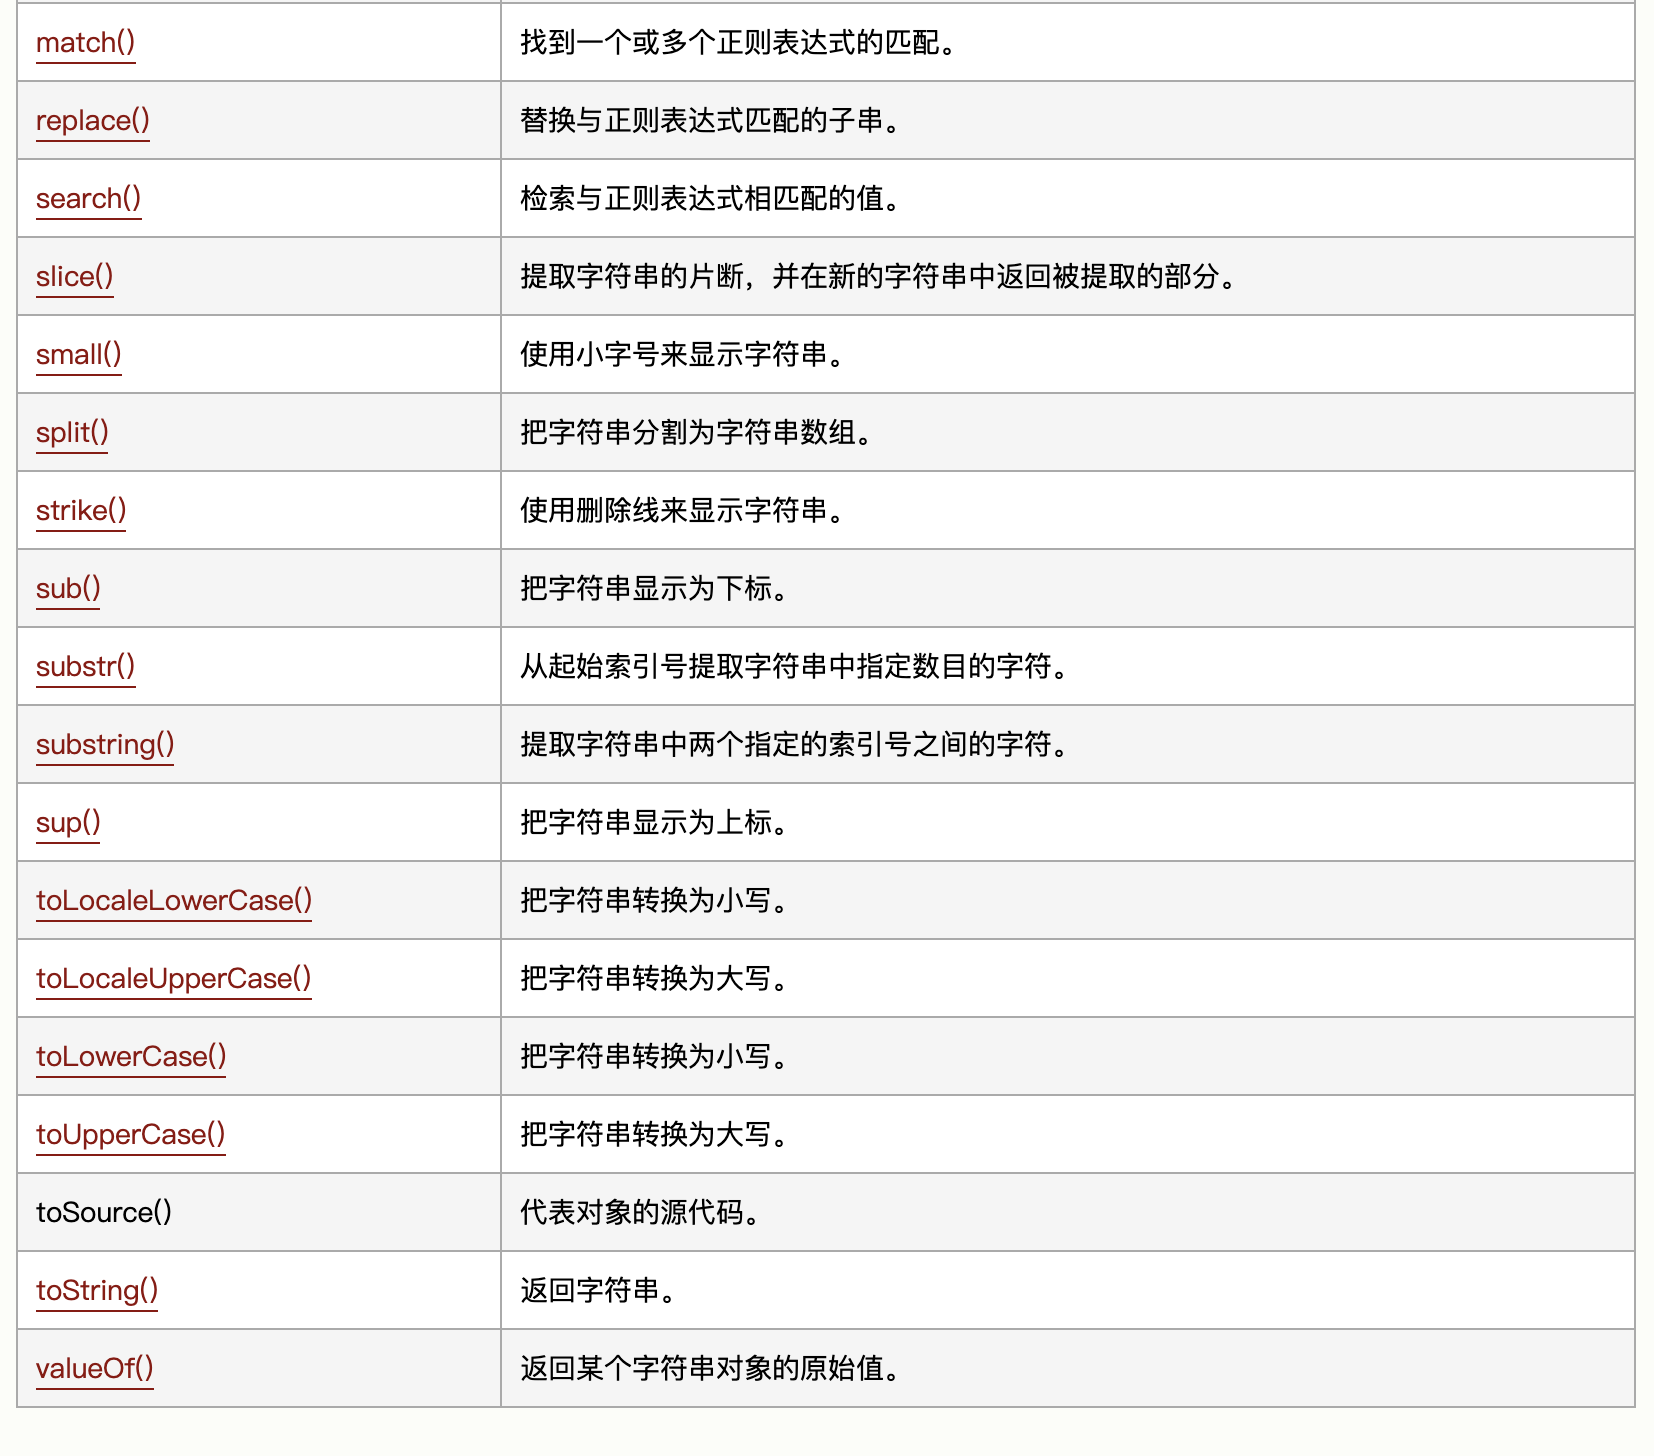 match() 找到一个或多个正则表达式的匹配。
replace() 替换与正则表达式匹配的子串。
search() 检索与正则表达式相匹配的值。
slice() 提取字符串的片断，并在新的字符串中返回被提取的部分。
small() 使用小字号来显示字符串。
split() 把字符串分割为字符串数组。
strike() 使用删除线来显示字符串。
sub() 把字符串显示为下标。
substr() 从起始索引号提取字符串中指定数目的字符。
substring() 提取字符串中两个指定的索引号之间的字符。
sup() 把字符串显示为上标。
toLocaleLowerCase() 把字符串转换为小写。
toLocaleUpperCase() 把字符串转换为大写。
toLowerCase() 把字符串转换为小写。
toUpperCase() 把字符串转换为大写。
toSource() 代表对象的源代码。
toString() 返回字符串。
valueOf() 返回某个字符串对象的原始值。